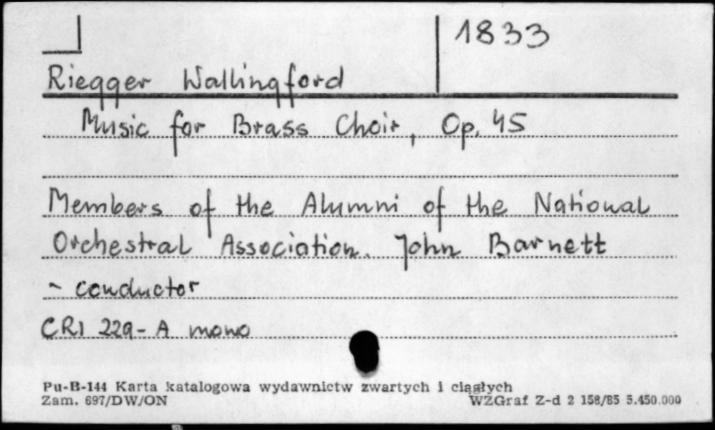 1833
Riegger Wallingford
Music for Brass Choir, Op. 45
Members of the Alumni of the National
Orchestral Association. John Barnett
- conductor
CRI 229-A mono
Pu-B-144 Karta katalogowa wydawnictw zwartych i ciągłych
Zam. 697/DW/ON WZGraf Z-d 2 158/85 5.450.000